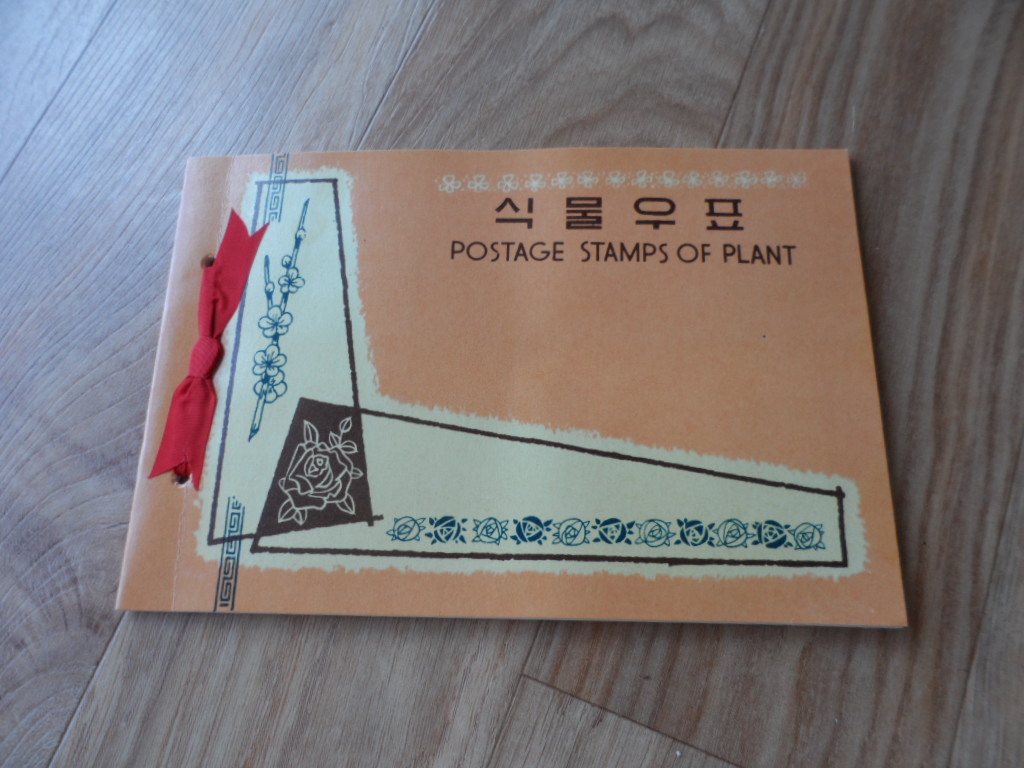 식물우표
POSTAGE STAMPS OF PLANT